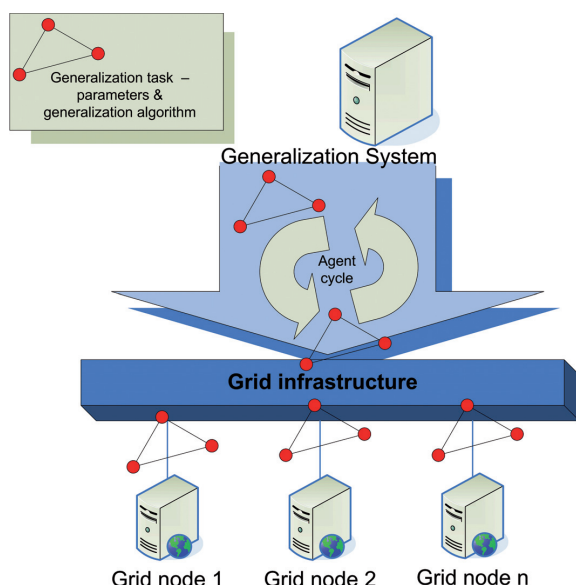 Generalization task –
parameters &
generalization algorithm
Generalization System
Agent
cycle
Grid infrastructure
Grid node 1
Grid node 2
Grid node n